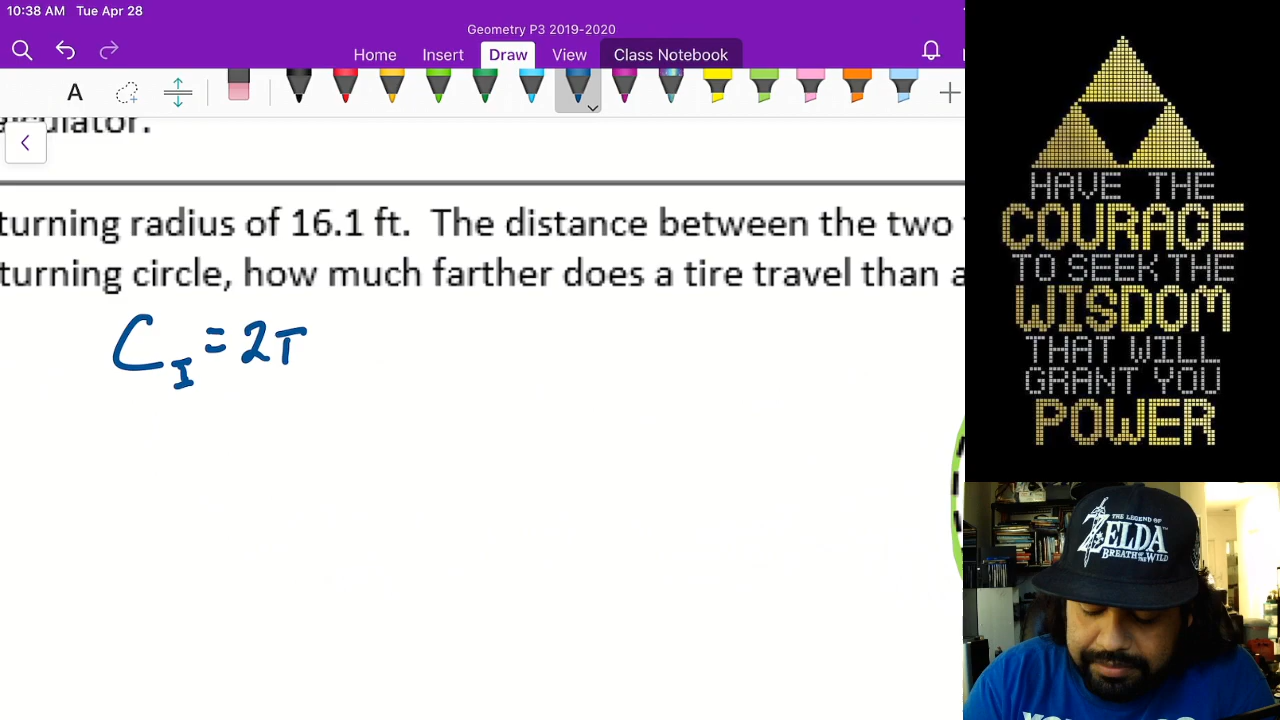 10:38 AM Tue Apr 28
Geometry P3 2019-2020
Home Insert Draw View Class Notebook
A
alculator.
turning radius of 16.1 ft. The distance between the two
turning circle, how much farther does a tire travel than a
C_I = 2π
HAVE THE
COURAGE
TO SEEK THE
WISDOM
THAT WILL
GRANT YOU
POWER
THE LEGEND OF
ZELDA
BREATH OF THE WILD